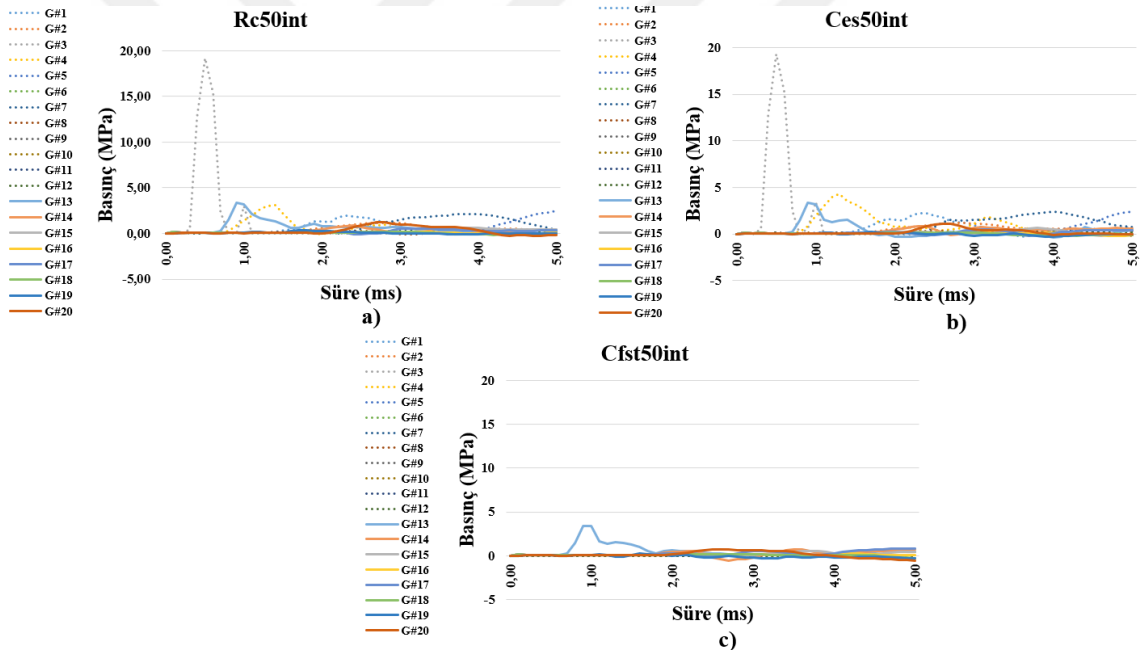 Rc50int
G#1
G#2
G#3
G#4
G#5
G#6
G#7
G#8
G#9
G#10
G#11
G#12
G#13
G#14
G#15
G#16
G#17
G#18
G#19
G#20
Basınç (MPa)
20,00
15,00
10,00
5,00
0,00
-5,00
0,00
1,00
2,00
3,00
4,00
5,00
Süre (ms)
a)
Ces50int
G#1
G#2
G#3
G#4
G#5
G#6
G#7
G#8
G#9
G#10
G#11
G#12
G#13
G#14
G#15
G#16
G#17
G#18
G#19
G#20
Basınç (MPa)
20
15
10
5
0
-5
0,00
1,00
2,00
3,00
4,00
5,00
Süre (ms)
b)
Cfst50int
G#1
G#2
G#3
G#4
G#5
G#6
G#7
G#8
G#9
G#10
G#11
G#12
G#13
G#14
G#15
G#16
G#17
G#18
G#19
G#20
Basınç (MPa)
20
15
10
5
0
-5
0,00
1,00
2,00
3,00
4,00
5,00
Süre (ms)
c)